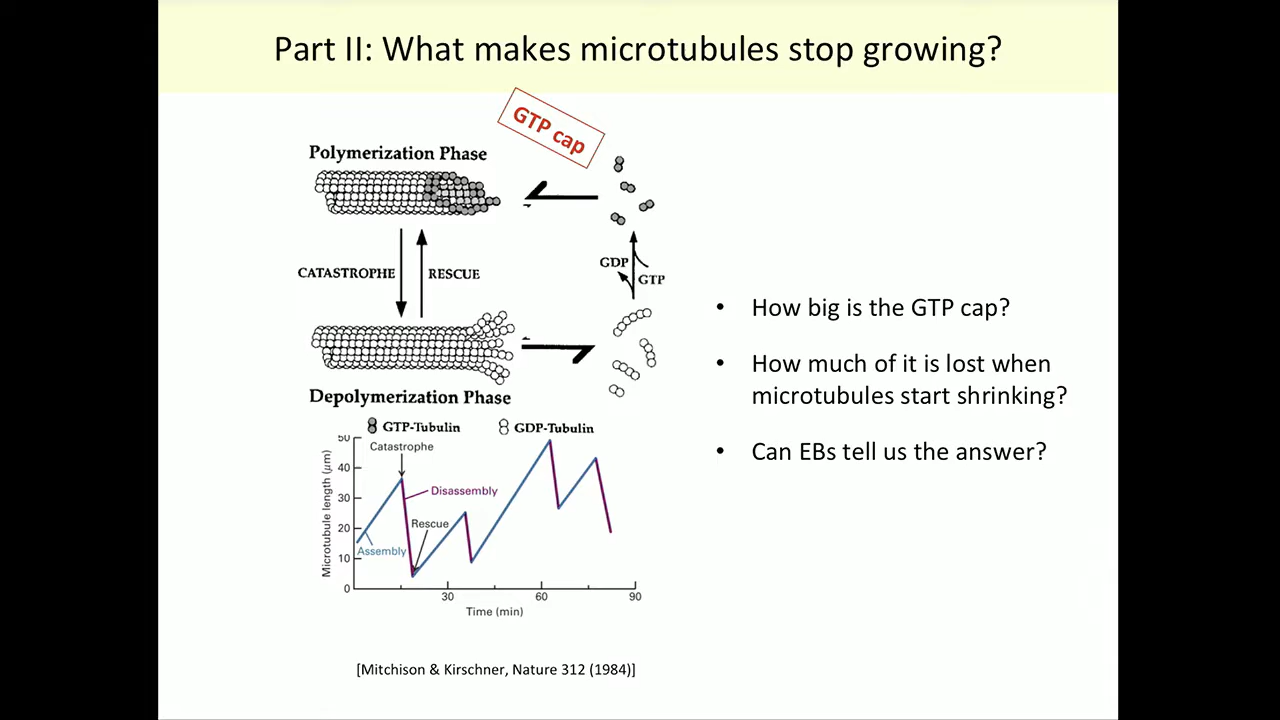 Part II: What makes microtubules stop growing?
GTP cap
Polymerization Phase
CATASTROPHE
RESCUE
GDP
GTP
Depolymerization Phase
GTP-Tubulin
GDP-Tubulin
Microtubule length (μm)
50
40
30
20
10
0
Catastrophe
Disassembly
Rescue
Assembly
30
60
90
Time (min)
[Mitchison & Kirschner, Nature 312 (1984)]
• How big is the GTP cap?
• How much of it is lost when
microtubules start shrinking?
• Can EBs tell us the answer?